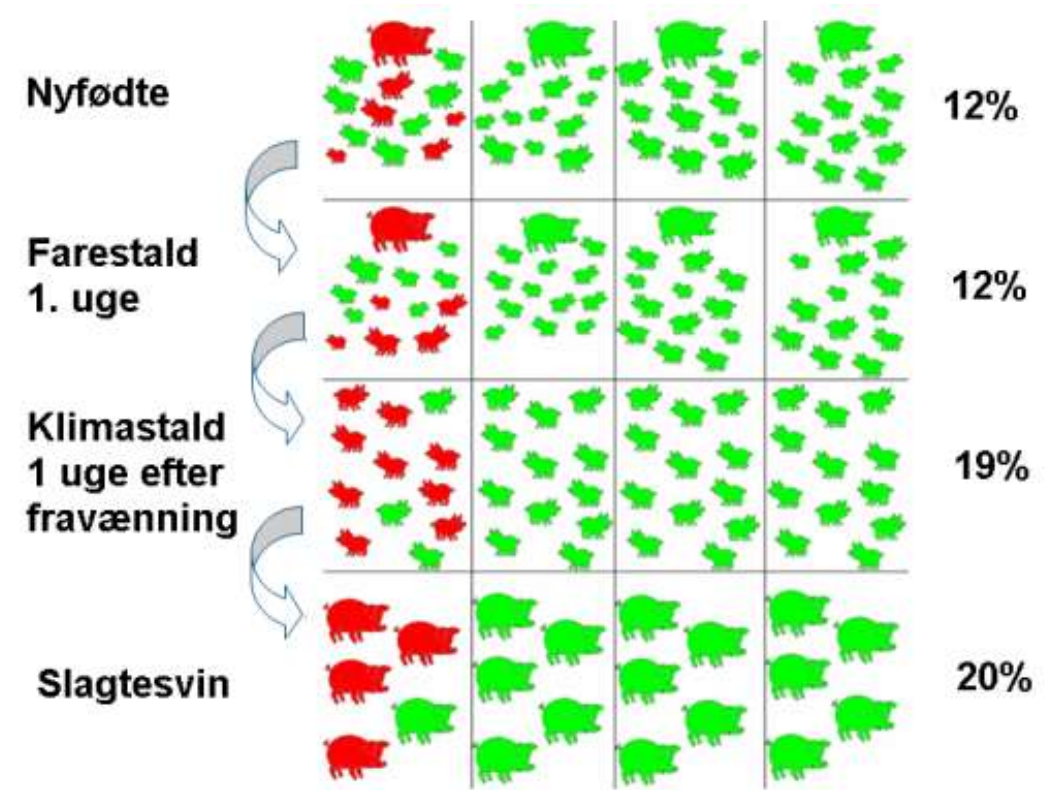 Nyfødte
12%
Farestald
1. uge
12%
Klimastald
1 uge efter
fravænning
19%
Slagtesvin
20%